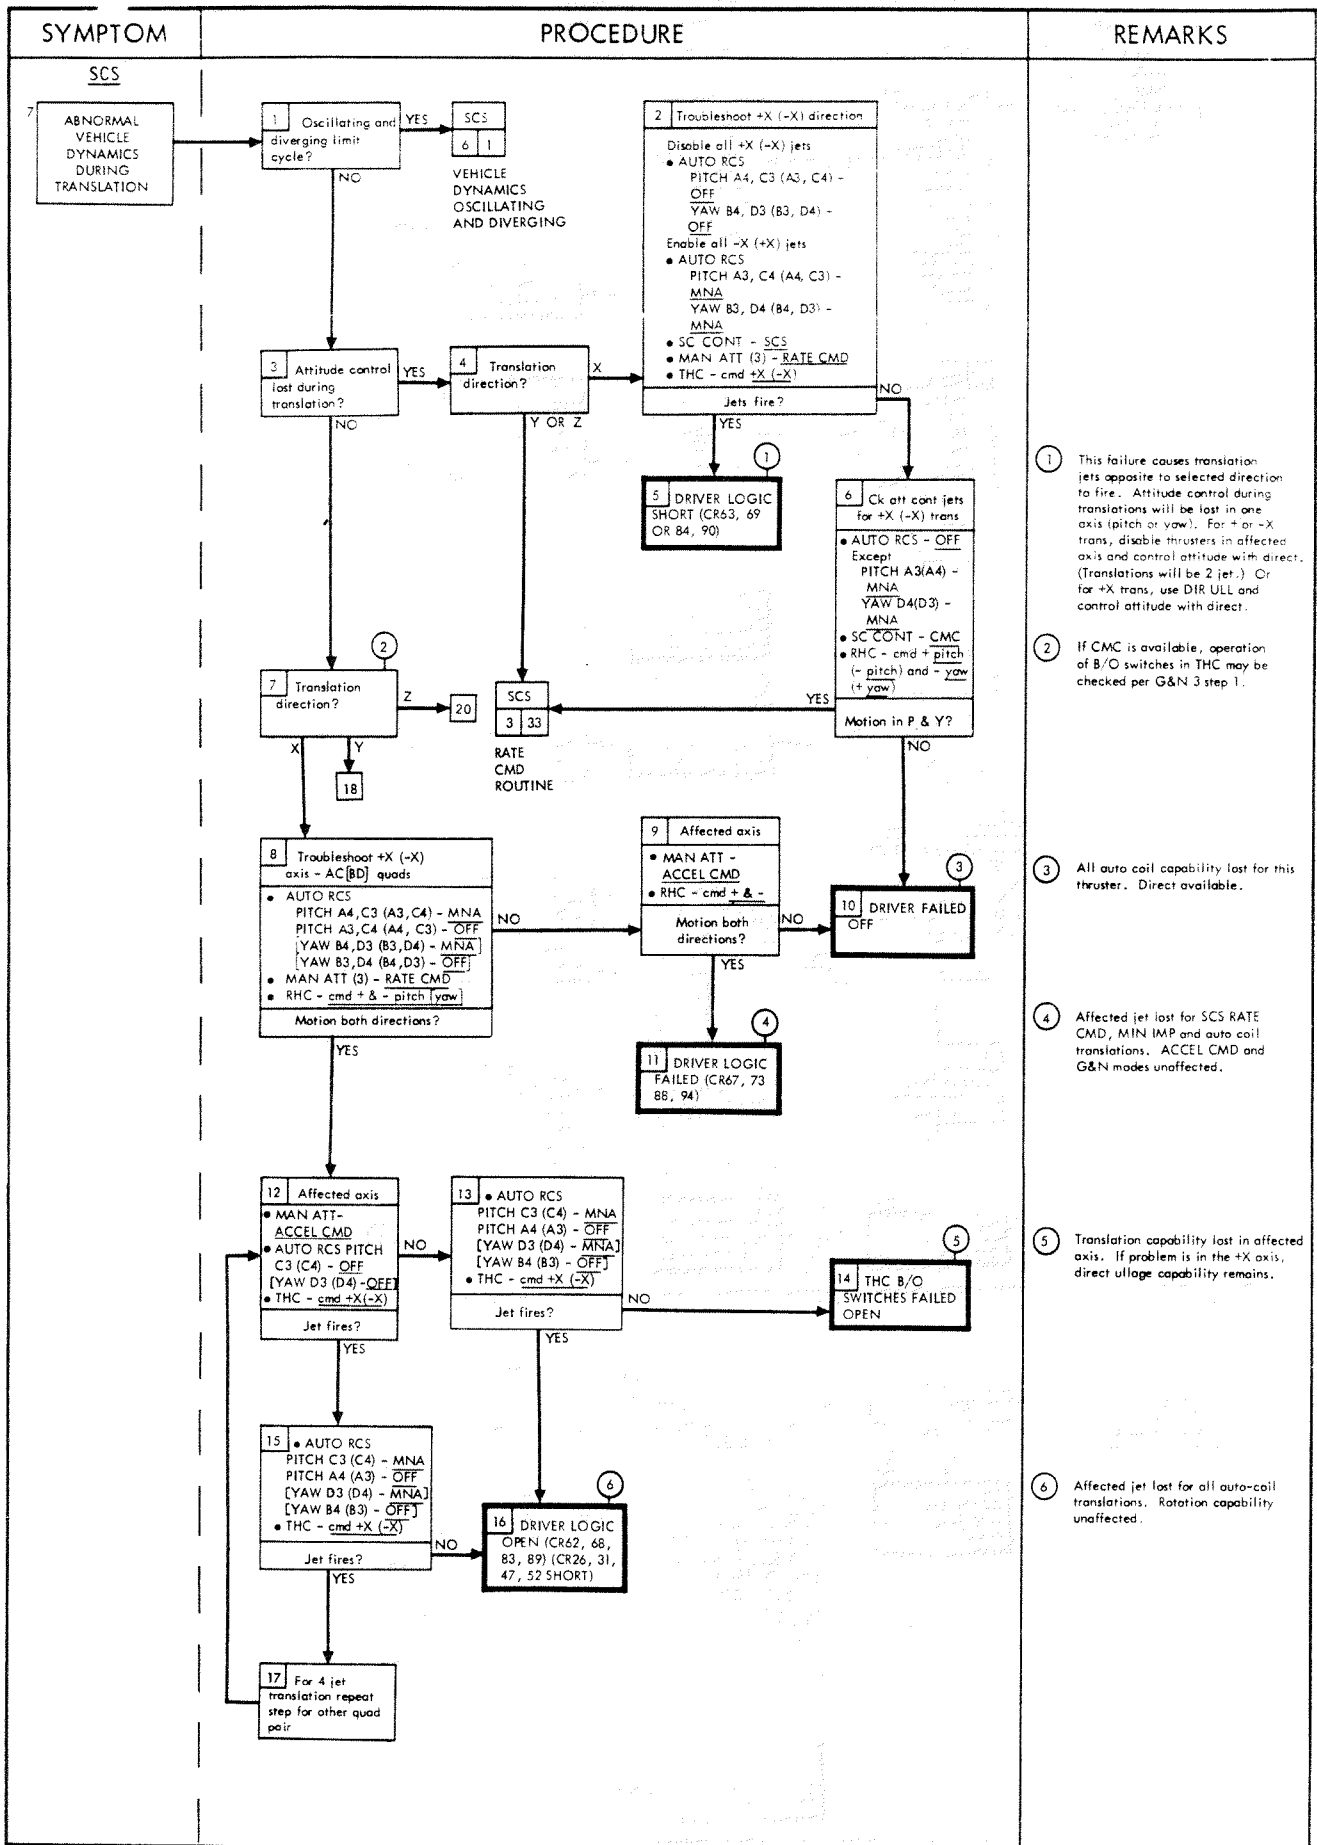 SYMPTOM
PROCEDURE
REMARKS
SCS
7
ABNORMAL
VEHICLE
DYNAMICS
DURING
TRANSLATION
1 Oscillating and
diverging limit
cycle?
YES
NO
SCS
6 1
VEHICLE
DYNAMICS
OSCILLATING
AND DIVERGING
2 Troubleshoot +X (-X) direction
Disable all +X (-X) jets
• AUTO RCS
PITCH A4, C3 (A3, C4) -
OFF
YAW B4, D3 (B3, D4) -
OFF
Enable all -X (+X) jets
• AUTO RCS
PITCH A3, C4 (A4, C3) -
MNA
YAW B3, D4 (B4, D3) -
MNA
• SC CONT - SCS
• MAN ATT (3) - RATE CMD
• THC - cmd +X (-X)
Jets fire?
NO
YES
3 Attitude control
lost during
translation?
YES
NO
4 Translation
direction?
X
Y OR Z
1
5 DRIVER LOGIC
SHORT (CR63, 69
OR 84, 90)
6 Ck att cont jets
for +X (-X) trans
• AUTO RCS - OFF
Except
PITCH A3(A4) -
MNA
YAW D4(D3) -
MNA
• SC CONT - CMC
• RHC - cmd + pitch
(- pitch) and - yaw
(+ yaw)
Motion in P & Y?
YES
NO
2
7 Translation
direction?
Z
20
X
Y
18
SCS
3 33
RATE
CMD
ROUTINE
8 Troubleshoot +X (-X)
axis - AC[BD] quads
• AUTO RCS
PITCH A4,C3 (A3,C4) - MNA
PITCH A3,C4 (A4, C3) - OFF
[YAW B4,D3 (B3,D4) - MNA]
[YAW B3,D4 (B4,D3) - OFF]
• MAN ATT (3) - RATE CMD
• RHC - cmd + & - pitch [yaw]
Motion both directions?
NO
YES
9 Affected axis
• MAN ATT -
ACCEL CMD
• RHC - cmd + & -
Motion both
directions?
NO
YES
3
10 DRIVER FAILED
OFF
4
11 DRIVER LOGIC
FAILED (CR67, 73
88, 94)
12 Affected axis
• MAN ATT-
ACCEL CMD
• AUTO RCS PITCH
C3 (C4) - OFF
[YAW D3 (D4) -OFF]
• THC - cmd +X(-X)
Jet fires?
NO
YES
13 • AUTO RCS
PITCH C3 (C4) - MNA
PITCH A4 (A3) - OFF
[YAW D3 (D4) - MNA]
[YAW B4 (B3) - OFF]
• THC - cmd +X (-X)
Jet fires?
NO
YES
5
14 THC B/O
SWITCHES FAILED
OPEN
15 • AUTO RCS
PITCH C3 (C4) - MNA
PITCH A4 (A3) - OFF
[YAW D3 (D4) - MNA]
[YAW B4 (B3) - OFF]
• THC - cmd +X (-X)
Jet fires?
NO
YES
6
16 DRIVER LOGIC
OPEN (CR62, 68,
83, 89) (CR26, 31,
47, 52 SHORT)
17 For 4 jet
translation repeat
step for other quad
pair
1 This failure causes translation
jets opposite to selected direction
to fire. Attitude control during
translations will be lost in one
axis (pitch or yaw). For + or -X
trans, disable thrusters in affected
axis and control attitude with direct.
(Translations will be 2 jet.) Or
for +X trans, use DIR ULL and
control attitude with direct.
2 If CMC is available, operation
of B/O switches in THC may be
checked per G&N 3 step 1.
3 All auto coil capability lost for this
thruster. Direct available.
4 Affected jet lost for SCS RATE
CMD, MIN IMP and auto coil
translations. ACCEL CMD and
G&N modes unaffected.
5 Translation capability lost in affected
axis. If problem is in the +X axis,
direct ullage capability remains.
6 Affected jet lost for all auto-coil
translations. Rotation capability
unaffected.